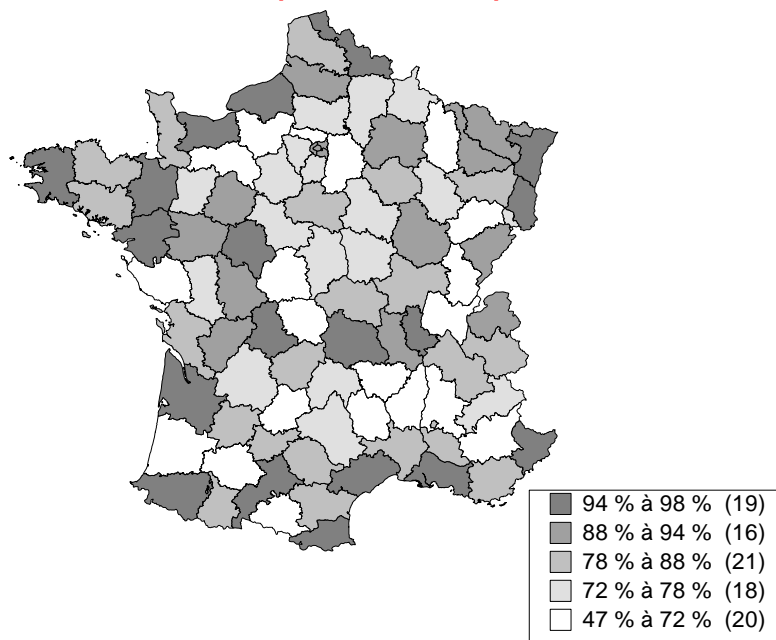 94 % à 98 % (19)
88 % à 94 % (16)
78 % à 88 % (21)
72 % à 78 % (18)
47 % à 72 % (20)